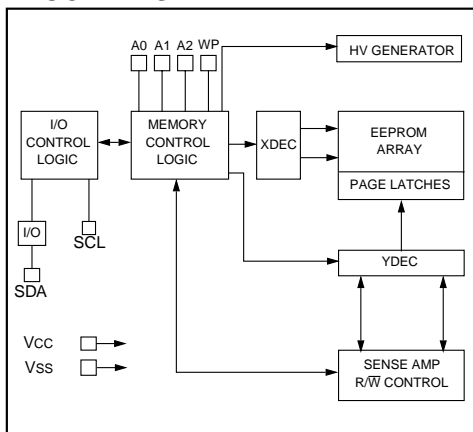 A0 A1 A2 WP
HV GENERATOR
I/O
CONTROL
LOGIC
MEMORY
CONTROL
LOGIC
XDEC
EEPROM
ARRAY
PAGE LATCHES
I/O
SCL
SDA
YDEC
Vcc
Vss
SENSE AMP
R/W̅ CONTROL